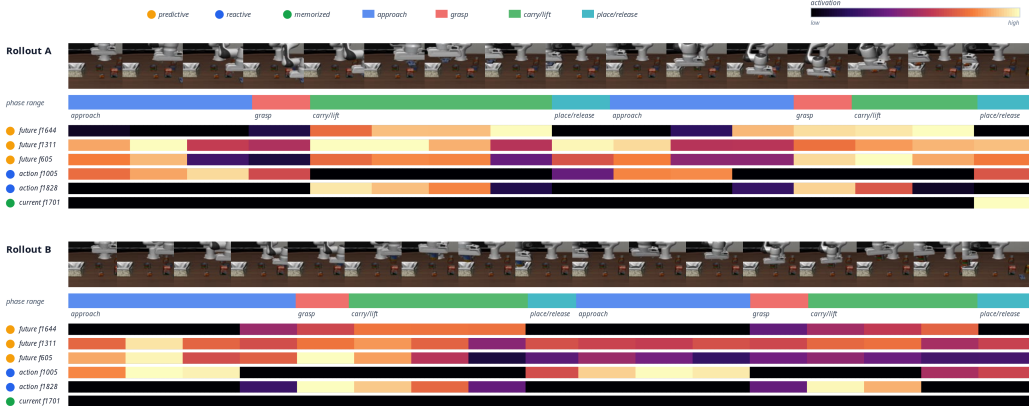 activation
predictive reactive memorized approach grasp carry/lift place/release
low high
Rollout A
phase range
approach grasp carry/lift place/release approach grasp carry/lift place/release
future f1644
future f1311
future f605
action f1005
action f1828
current f1701
Rollout B
phase range
approach grasp carry/lift place/release approach grasp carry/lift place/release
future f1644
future f1311
future f605
action f1005
action f1828
current f1701